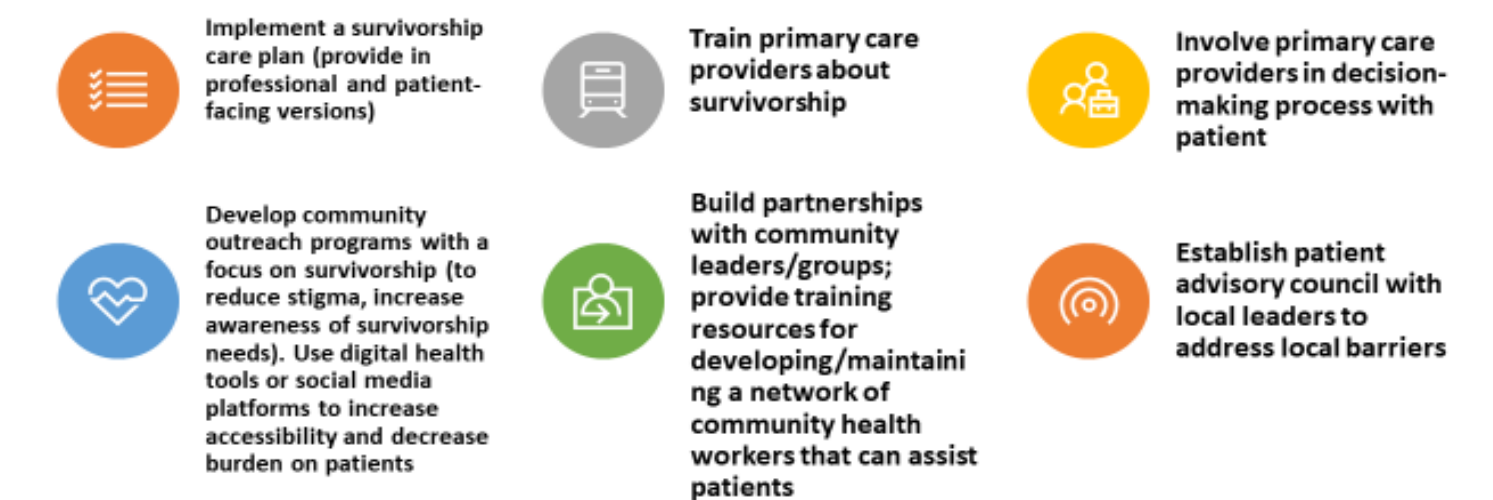 Implement a survivorship
care plan (provide in
professional and patient-
facing versions)
Train primary care
providers about
survivorship
Involve primary care
providers in decision-
making process with
patient
Develop community
outreach programs with a
focus on survivorship (to
reduce stigma, increase
awareness of survivorship
needs). Use digital health
tools or social media
platforms to increase
accessibility and decrease
burden on patients
Build partnerships
with community
leaders/groups;
provide training
resources for
developing/maintaini
ng a network of
community health
workers that can assist
patients
Establish patient
advisory council with
local leaders to
address local barriers